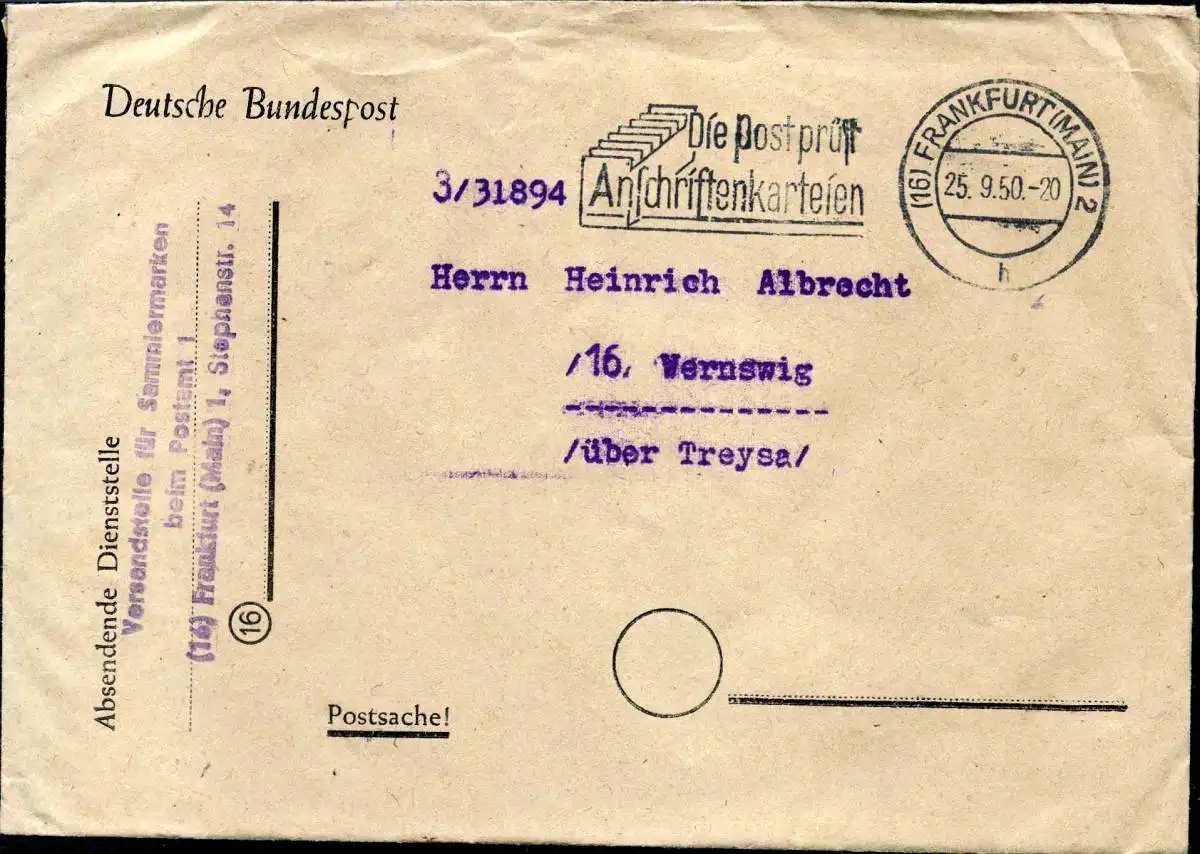 Deutsche Bundespost
Die Post prüft
Anschriftenkarteien
(16) FRANKFURT (MAIN) 2
25. 9.50.-20
h
3/31894
Herrn Heinrich Albrecht
/16, Wernswig
---------------
/über Treysa/
Absendende Dienststelle
Versandstelle für Sammlermarken
beim Postamt 1
(16) Frankfurt (Main) 1, Stephanstr. 14
16
Postsache!